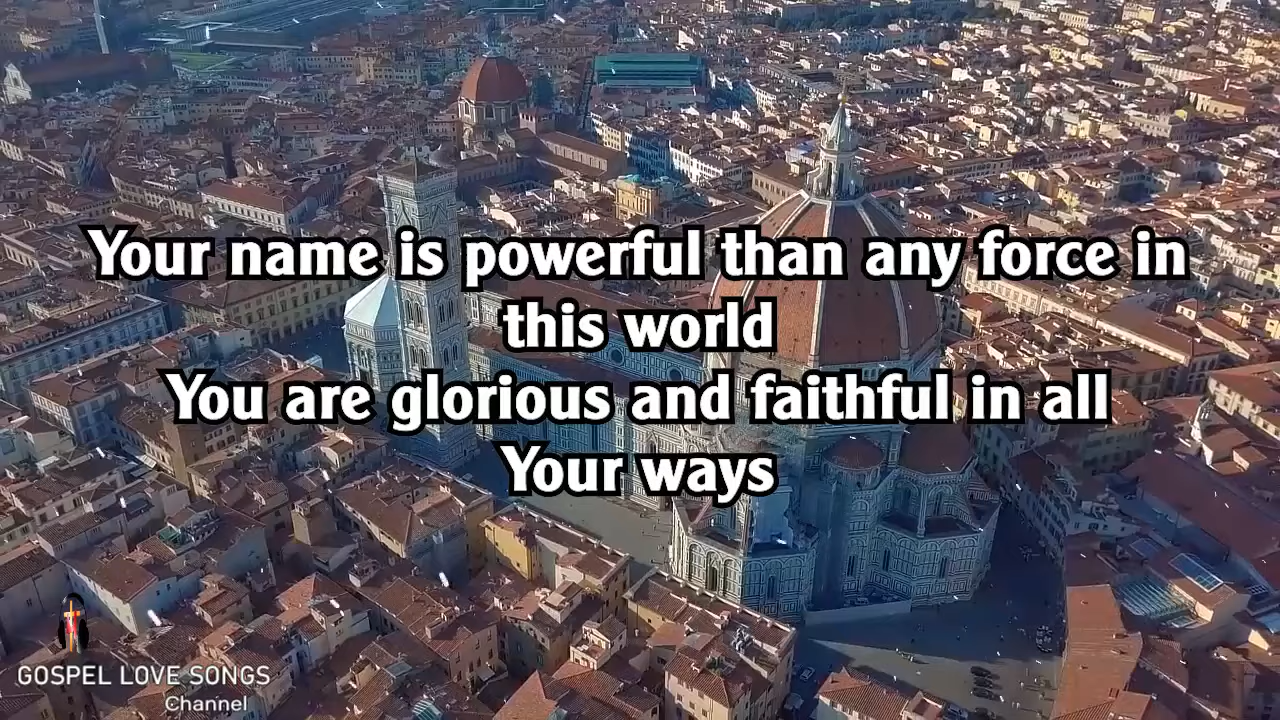 Your name is powerful than any force in
this world
You are glorious and faithful in all
Your ways
GOSPEL LOVE SONGS
Channel